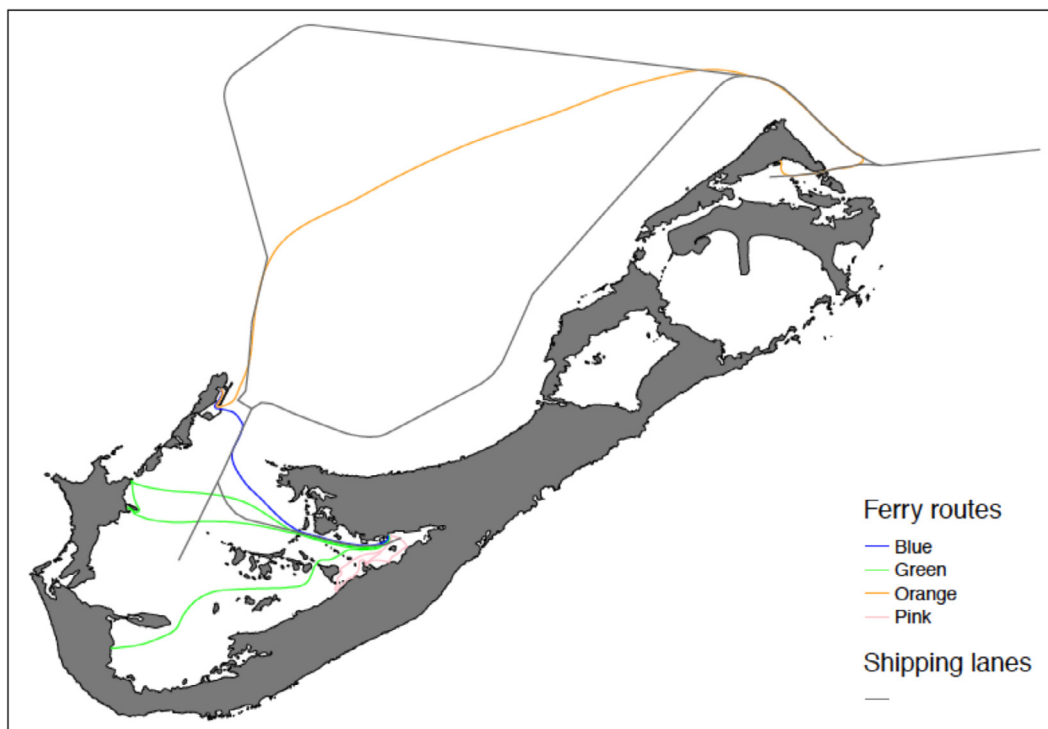 Ferry routes
Blue
Green
Orange
Pink
Shipping lanes